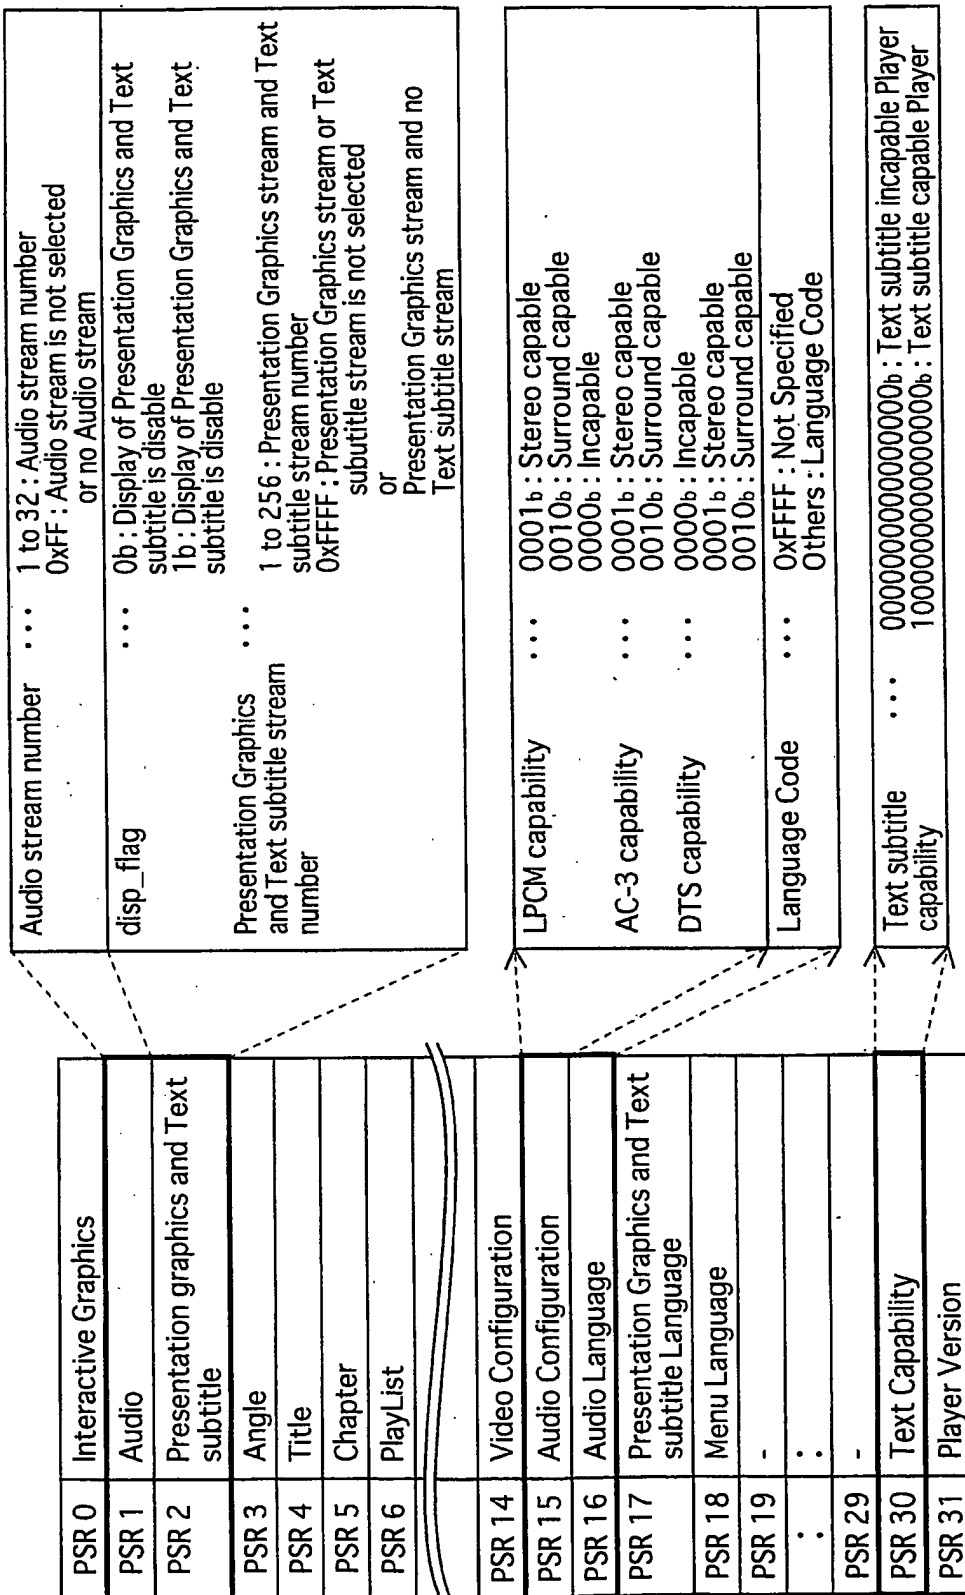 PSR 0 Interactive Graphics
PSR 1 Audio
PSR 2 Presentation graphics and Text
subtitle
PSR 3 Angle
PSR 4 Title
PSR 5 Chapter
PSR 6 PlayList
PSR 14 Video Configuration
PSR 15 Audio Configuration
PSR 16 Audio Language
PSR 17 Presentation Graphics and Text
subtitle Language
PSR 18 Menu Language
PSR 19 -
: :
PSR 29 -
PSR 30 Text Capability
PSR 31 Player Version
Audio stream number ... 1 to 32 : Audio stream number
0xFF : Audio stream is not selected
or no Audio stream
disp_flag ... 0b : Display of Presentation Graphics and Text
subtitle is disable
1b : Display of Presentation Graphics and Text
subtitle is disable
Presentation Graphics ... 1 to 256 : Presentation Graphics stream and Text
and Text subtitle stream subtitle stream number
number 0xFFFF : Presentation Graphics stream or Text
subutitle stream is not selected
or
Presentation Graphics stream and no
Text subtitle stream
LPCM capability ... 0001b : Stereo capable
0010b : Surround capable
0000b : Incapable
AC-3 capability ... 0001b : Stereo capable
0010b : Surround capable
DTS capability ... 0000b : Incapable
0001b : Stereo capable
0010b : Surround capable
Language Code ... 0xFFFF : Not Specified
Others : Language Code
Text subtitle ... 0000000000000000b : Text subtitle incapable Player
capability 1000000000000000b : Text subtitle capable Player